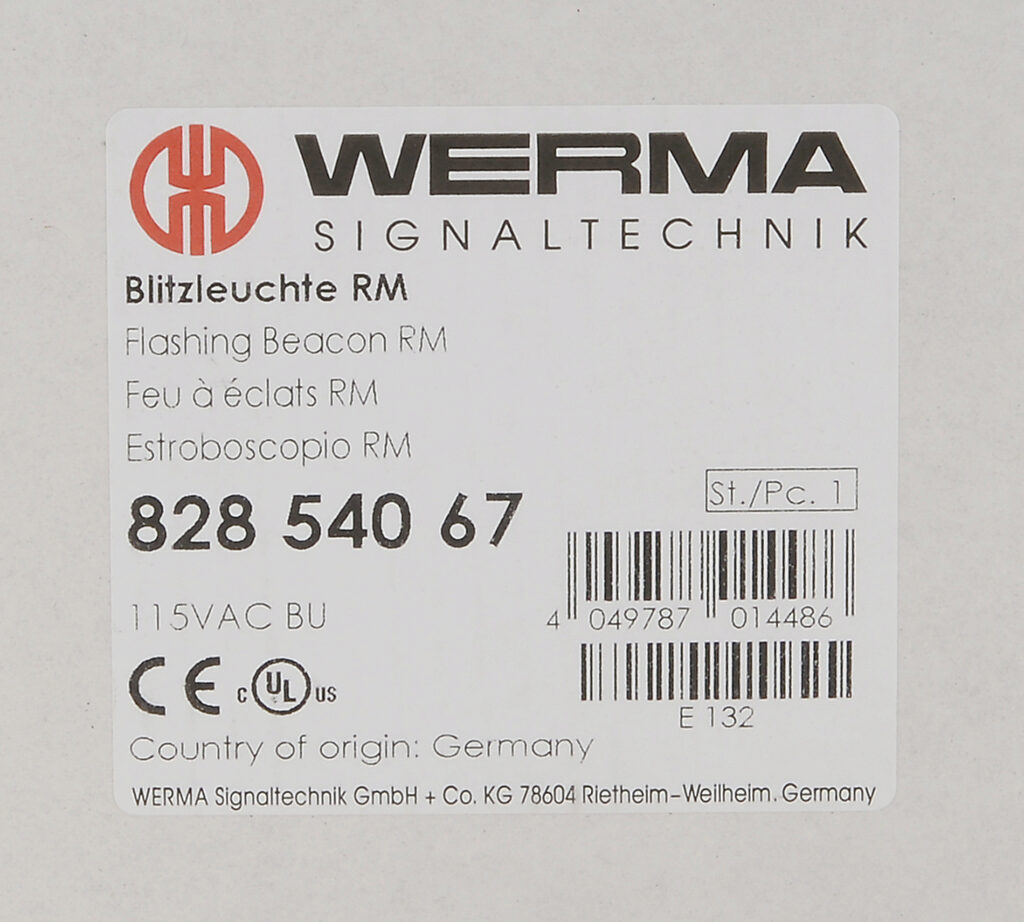 WERMA
SIGNALTECHNIK
Blitzleuchte RM
Flashing Beacon RM
Feu à éclats RM
Estroboscopio RM
828 540 67
St./Pc. 1
115VAC BU
4 049787 014486
CE c UL US
E 132
Country of origin: Germany
WERMA Signaltechnik GmbH + Co. KG 78604 Rietheim-Weilheim. Germany